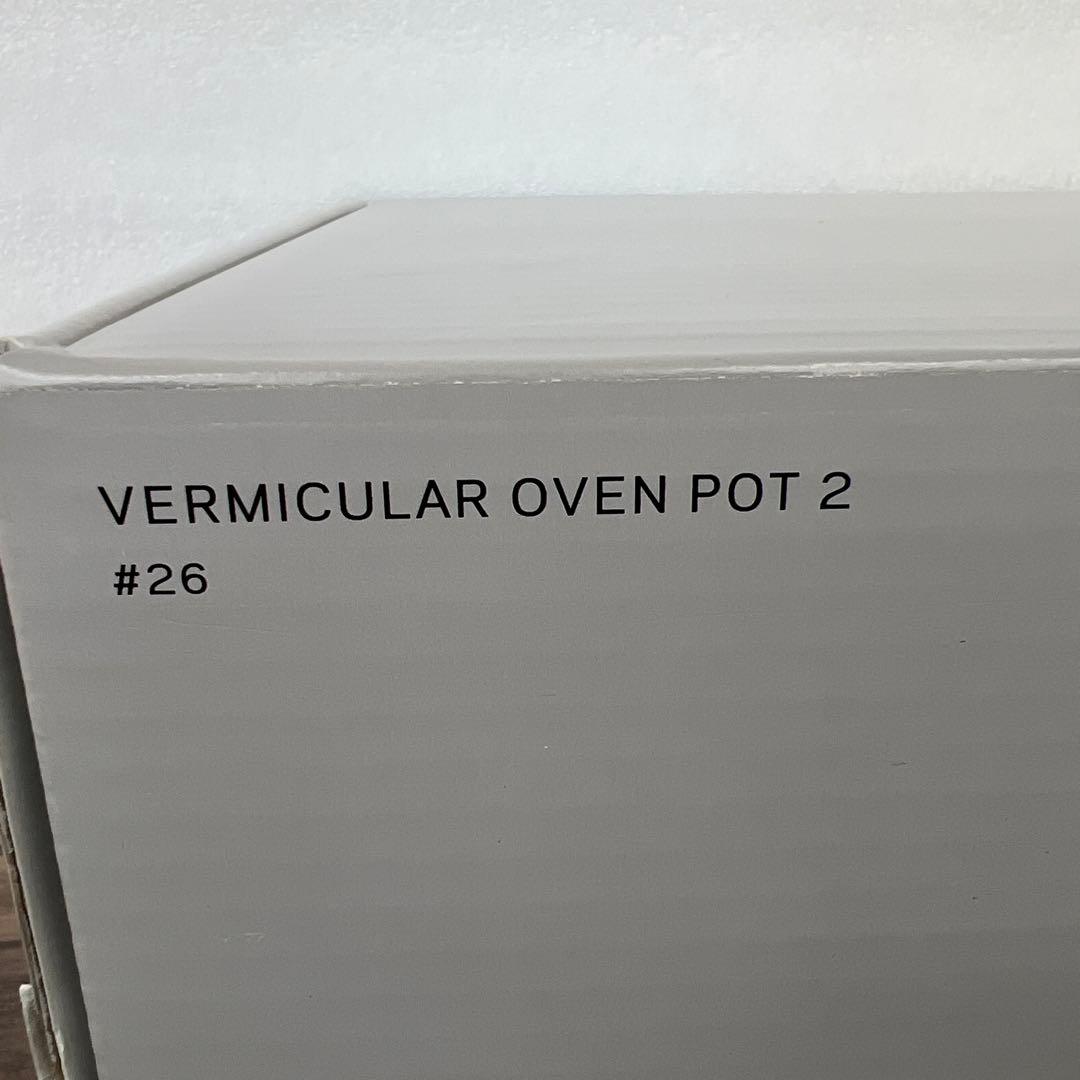 VERMICULAR OVEN POT 2
#26